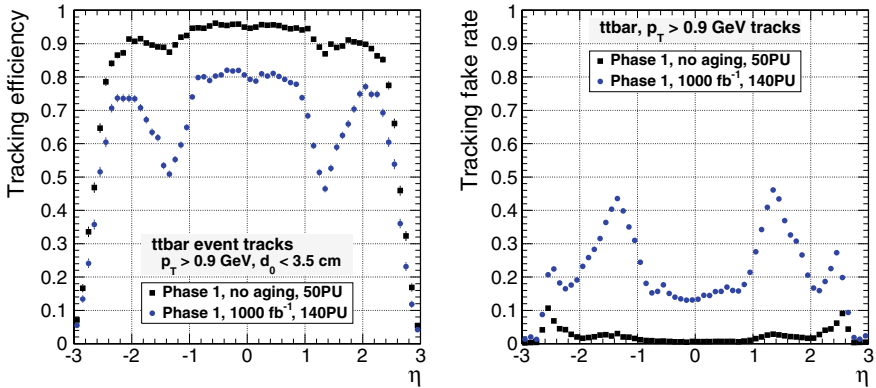 Tracking efficiency
1
0.9
0.8
0.7
0.6
0.5
0.4
0.3
0.2
0.1
0
ttbar event tracks
p_T > 0.9 GeV, d_0 < 3.5 cm
Phase 1, no aging, 50PU
Phase 1, 1000 fb⁻¹, 140PU
-3 -2 -1 0 1 2 3
η
Tracking fake rate
1
0.9
0.8
0.7
0.6
0.5
0.4
0.3
0.2
0.1
0
ttbar, p_T > 0.9 GeV tracks
Phase 1, no aging, 50PU
Phase 1, 1000 fb⁻¹, 140PU
-3 -2 -1 0 1 2 3
η